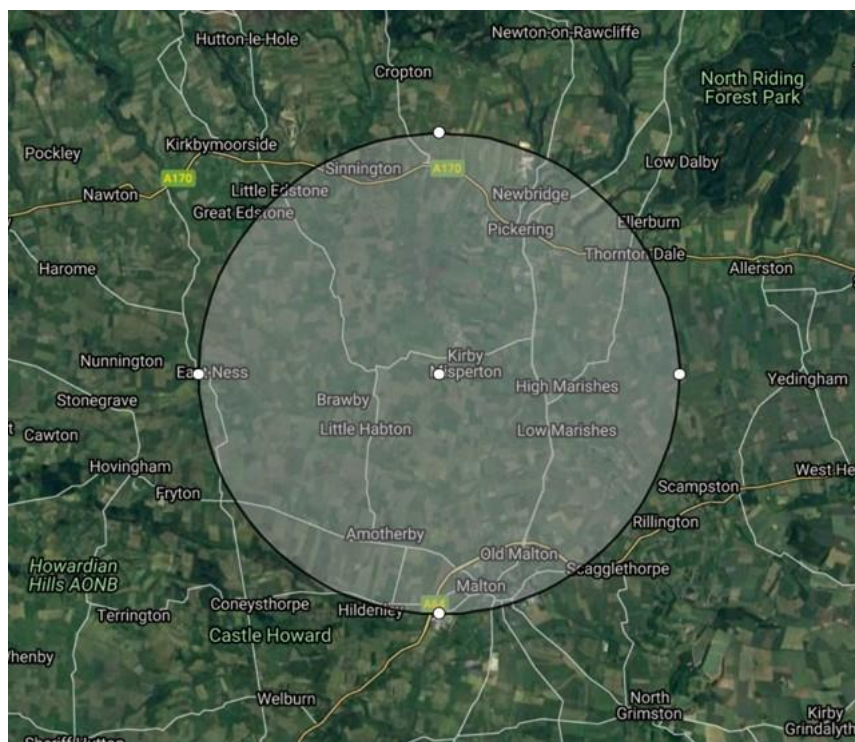 Hutton-le-Hole
Newton-on-Rawcliffe
Cropton
North Riding
Forest Park
Pockley
Kirkbymoorside
Sinnington
A170
Low Dalby
A170
Nawton
Little Edstone
Newbridge
Great Edstone
Ellerburn
Pickering
Thornton Dale
Harome
Allerston
Nunnington
East Ness
Kirby
Misperton
High Marishes
Yedingham
Stonegrave
Brawby
Cawton
Little Habton
Low Marishes
Hovingham
West He
Fryton
Scampston
Rillington
Amotherby
Old Malton
Howardian
Hills AONB
Scagglethorpe
Malton
Coneysthorpe
Hildenley
Terrington
Castle Howard
Welburn
North
Grimston
Kirby
Grindalyth